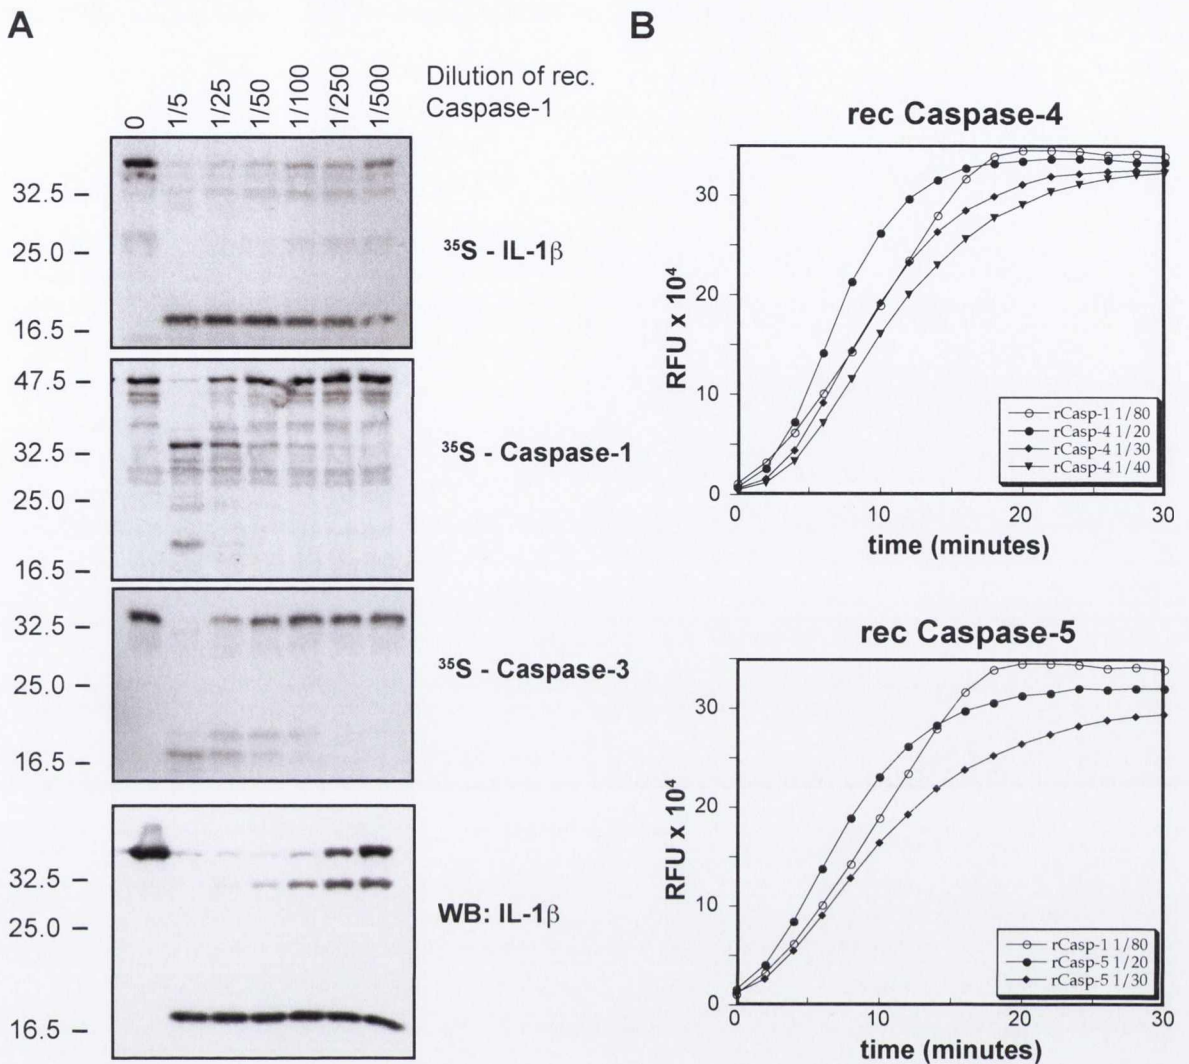 A
0 1/5 1/25 1/50 1/100 1/250 1/500
Dilution of rec.
Caspase-1
32.5 –
25.0 –
16.5 –
³⁵S - IL-1β
47.5 –
32.5 –
25.0 –
16.5 –
³⁵S - Caspase-1
32.5 –
25.0 –
16.5 –
³⁵S - Caspase-3
32.5 –
25.0 –
16.5 –
WB: IL-1β
B
rec Caspase-4
RFU x 10⁴
30
20
10
0
rCasp-1 1/80
rCasp-4 1/20
rCasp-4 1/30
rCasp-4 1/40
0 10 20 30
time (minutes)
rec Caspase-5
RFU x 10⁴
30
20
10
0
rCasp-1 1/80
rCasp-5 1/20
rCasp-5 1/30
0 10 20 30
time (minutes)